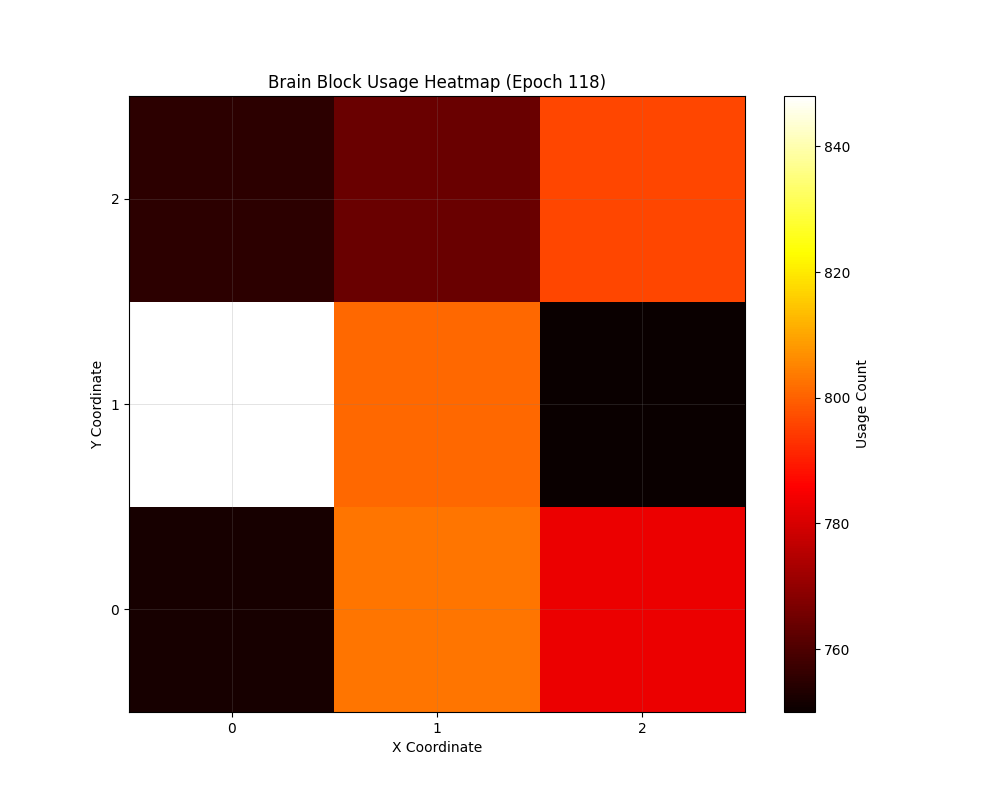 Brain Block Usage Heatmap (Epoch 118)
2
1
0
Y Coordinate
0 1 2
X Coordinate
840
820
800
780
760
Usage Count